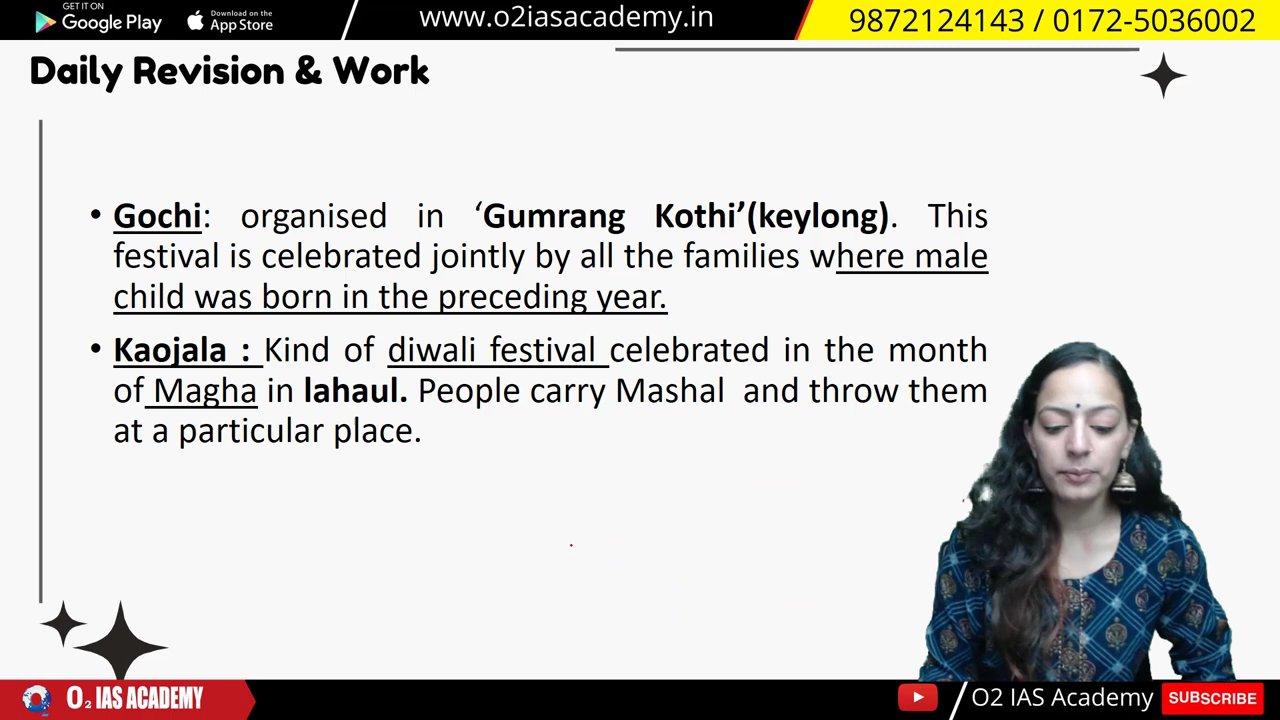 GET IT ON
Google Play
Download on the
App Store
www.o2iasacademy.in
9872124143 / 0172-5036002
Daily Revision & Work
• Gochi: organised in ‘Gumrang Kothi’(keylong). This
festival is celebrated jointly by all the families where male
child was born in the preceding year.
• Kaojala : Kind of diwali festival celebrated in the month
of Magha in lahaul. People carry Mashal and throw them
at a particular place.
O₂ IAS ACADEMY
O2 IAS Academy
SUBSCRIBE